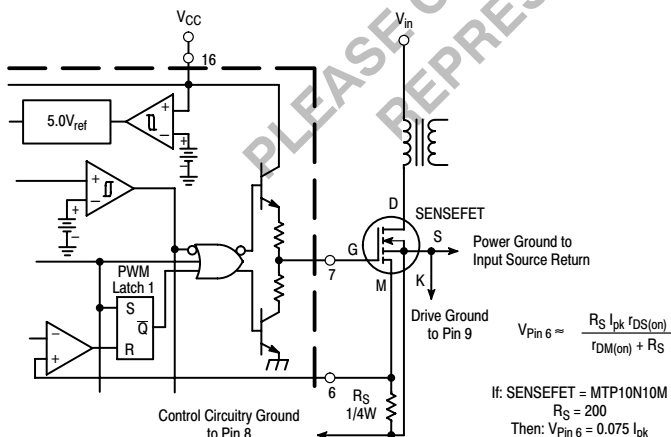 PLEASE C
REPRES
V_CC
V_in
16
+
−
+
−
5.0V_ref
+
−
+
−
D
SENSEFET
S
G
Power Ground to
Input Source Return
7
M
K
PWM
Latch 1
S
Q̅
R
Drive Ground
to Pin 9
V_Pin 6 ≈ R_S I_pk r_DS(on)
r_DM(on) + R_S
−
+
6
R_S
1/4W
If: SENSEFET = MTP10N10M
R_S = 200
Then: V_Pin 6 = 0.075 I_pk
Control Circuitry Ground
to Pin 8